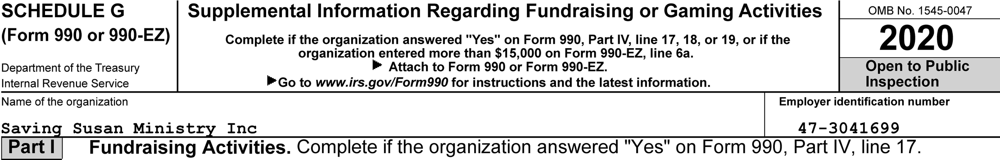 SCHEDULE G
(Form 990 or 990-EZ)
Department of the Treasury
Internal Revenue Service
Supplemental Information Regarding Fundraising or Gaming Activities
Complete if the organization answered "Yes" on Form 990, Part IV, line 17, 18, or 19, or if the
organization entered more than $15,000 on Form 990-EZ, line 6a.
► Attach to Form 990 or Form 990-EZ.
►Go to www.irs.gov/Form990 for instructions and the latest information.
OMB No. 1545-0047
2020
Open to Public
Inspection
Name of the organization
Saving Susan Ministry Inc
Employer identification number
47-3041699
Part I Fundraising Activities. Complete if the organization answered "Yes" on Form 990, Part IV, line 17.